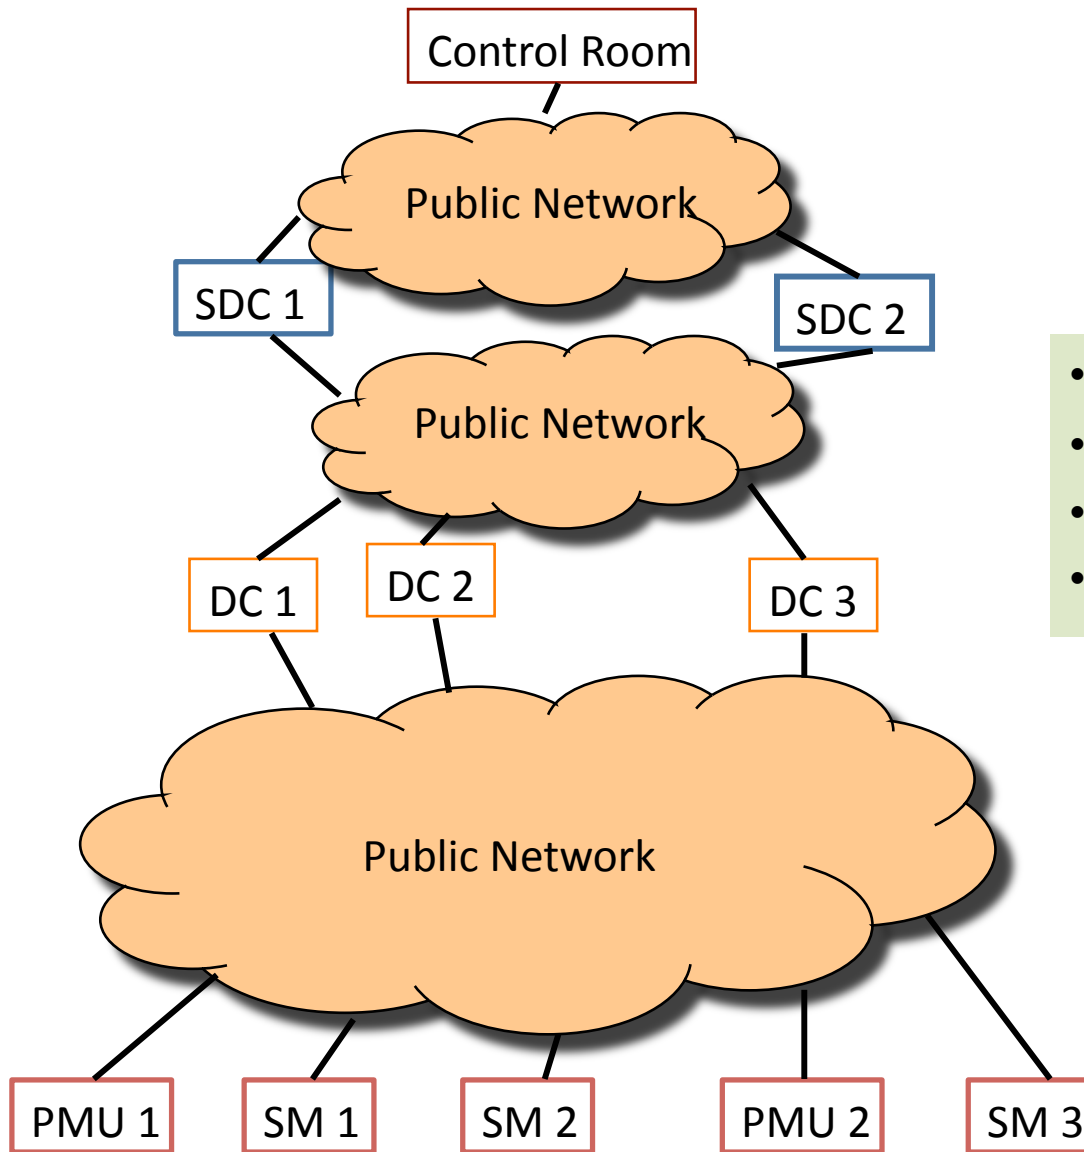 Control Room
Public Network
SDC 1
SDC 2
Public Network
DC 1
DC 2
DC 3
Public Network
PMU 1
SM 1
SM 2
PMU 2
SM 3